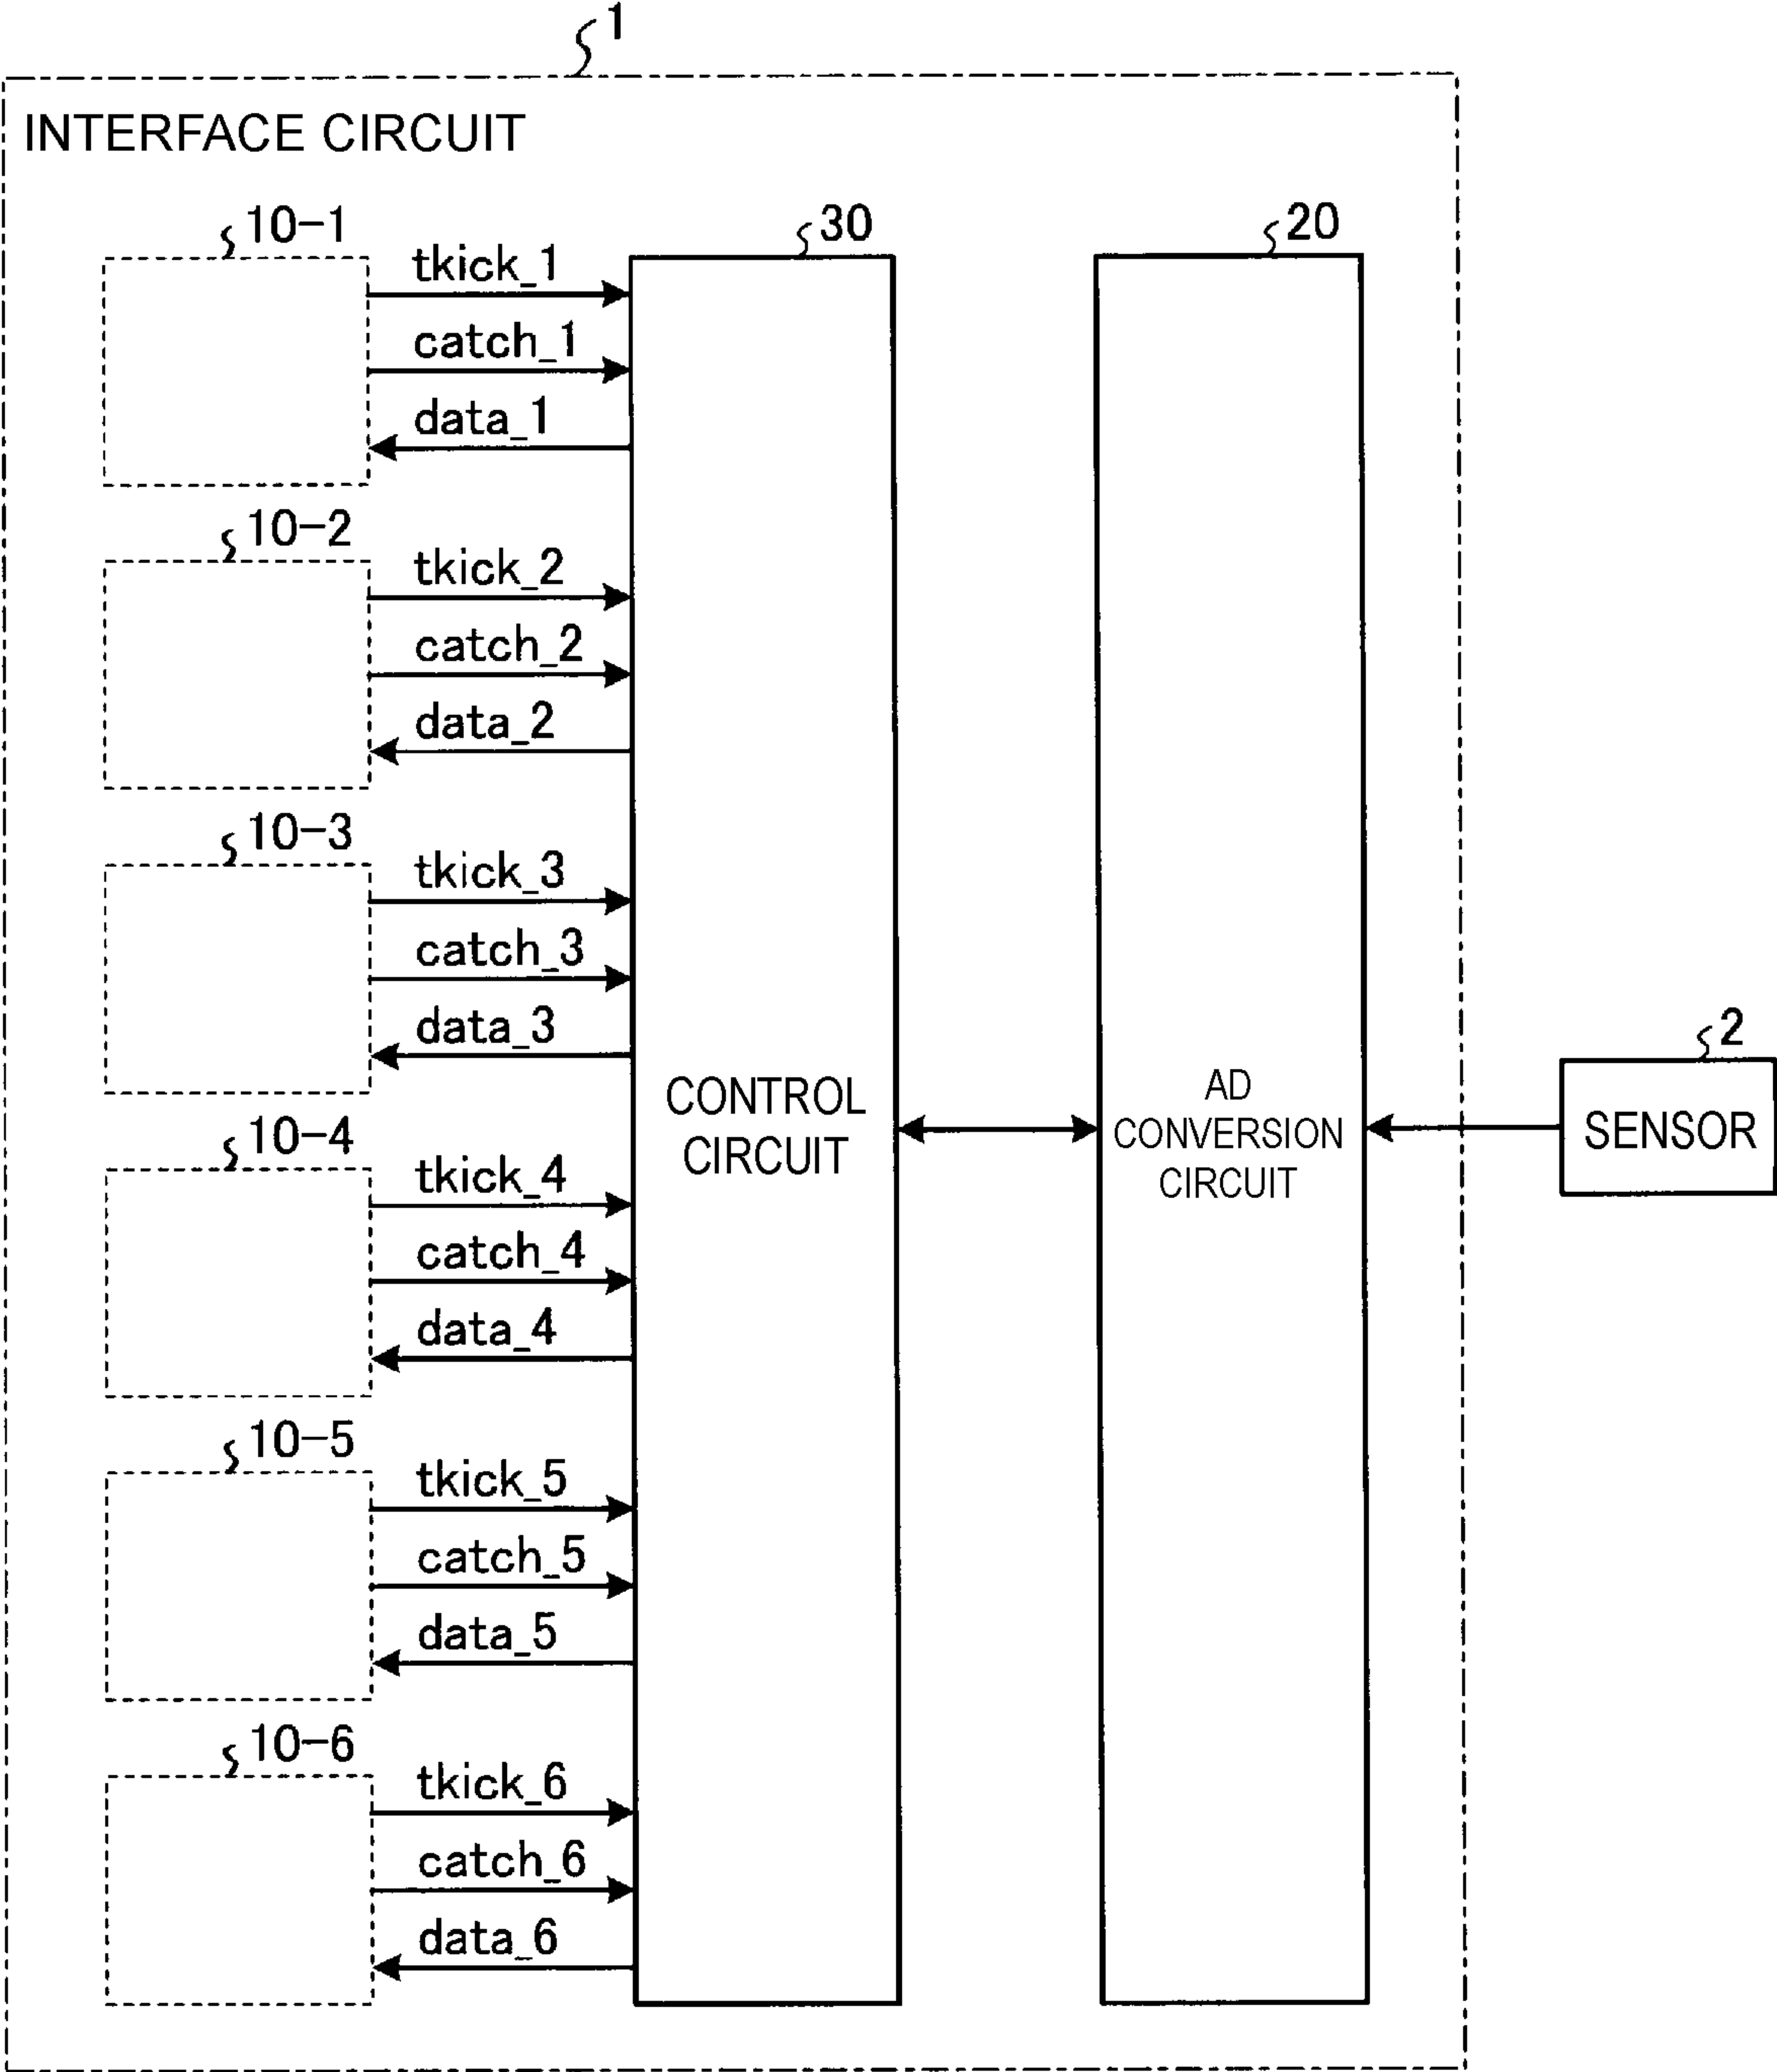 1
INTERFACE CIRCUIT
10-1
30
20
tkick_1
catch_1
data_1
10-2
tkick_2
catch_2
data_2
10-3
tkick_3
catch_3
data_3
CONTROL
CIRCUIT
AD
CONVERSION
CIRCUIT
2
SENSOR
10-4
tkick_4
catch_4
data_4
10-5
tkick_5
catch_5
data_5
10-6
tkick_6
catch_6
data_6